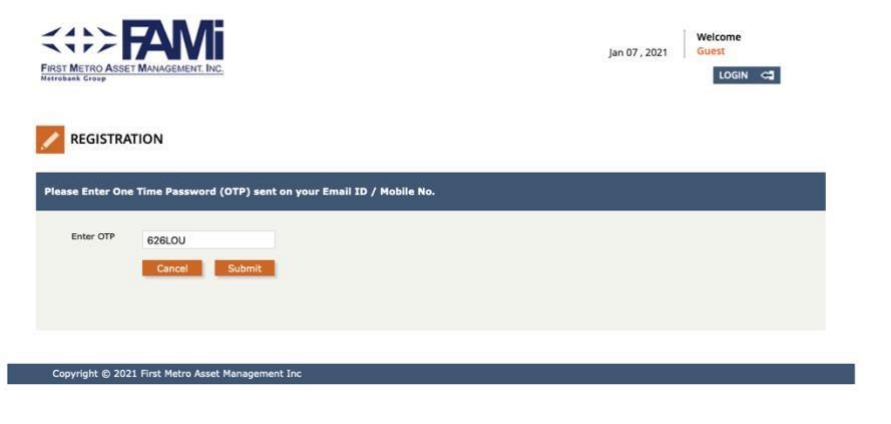 FAMi
FIRST METRO ASSET MANAGEMENT. INC.
Metrobank Group
Jan 07 , 2021
Welcome
Guest
LOGIN
REGISTRATION
Please Enter One Time Password (OTP) sent on your Email ID / Mobile No.
Enter OTP
626LOU
Cancel
Submit
Copyright © 2021 First Metro Asset Management Inc